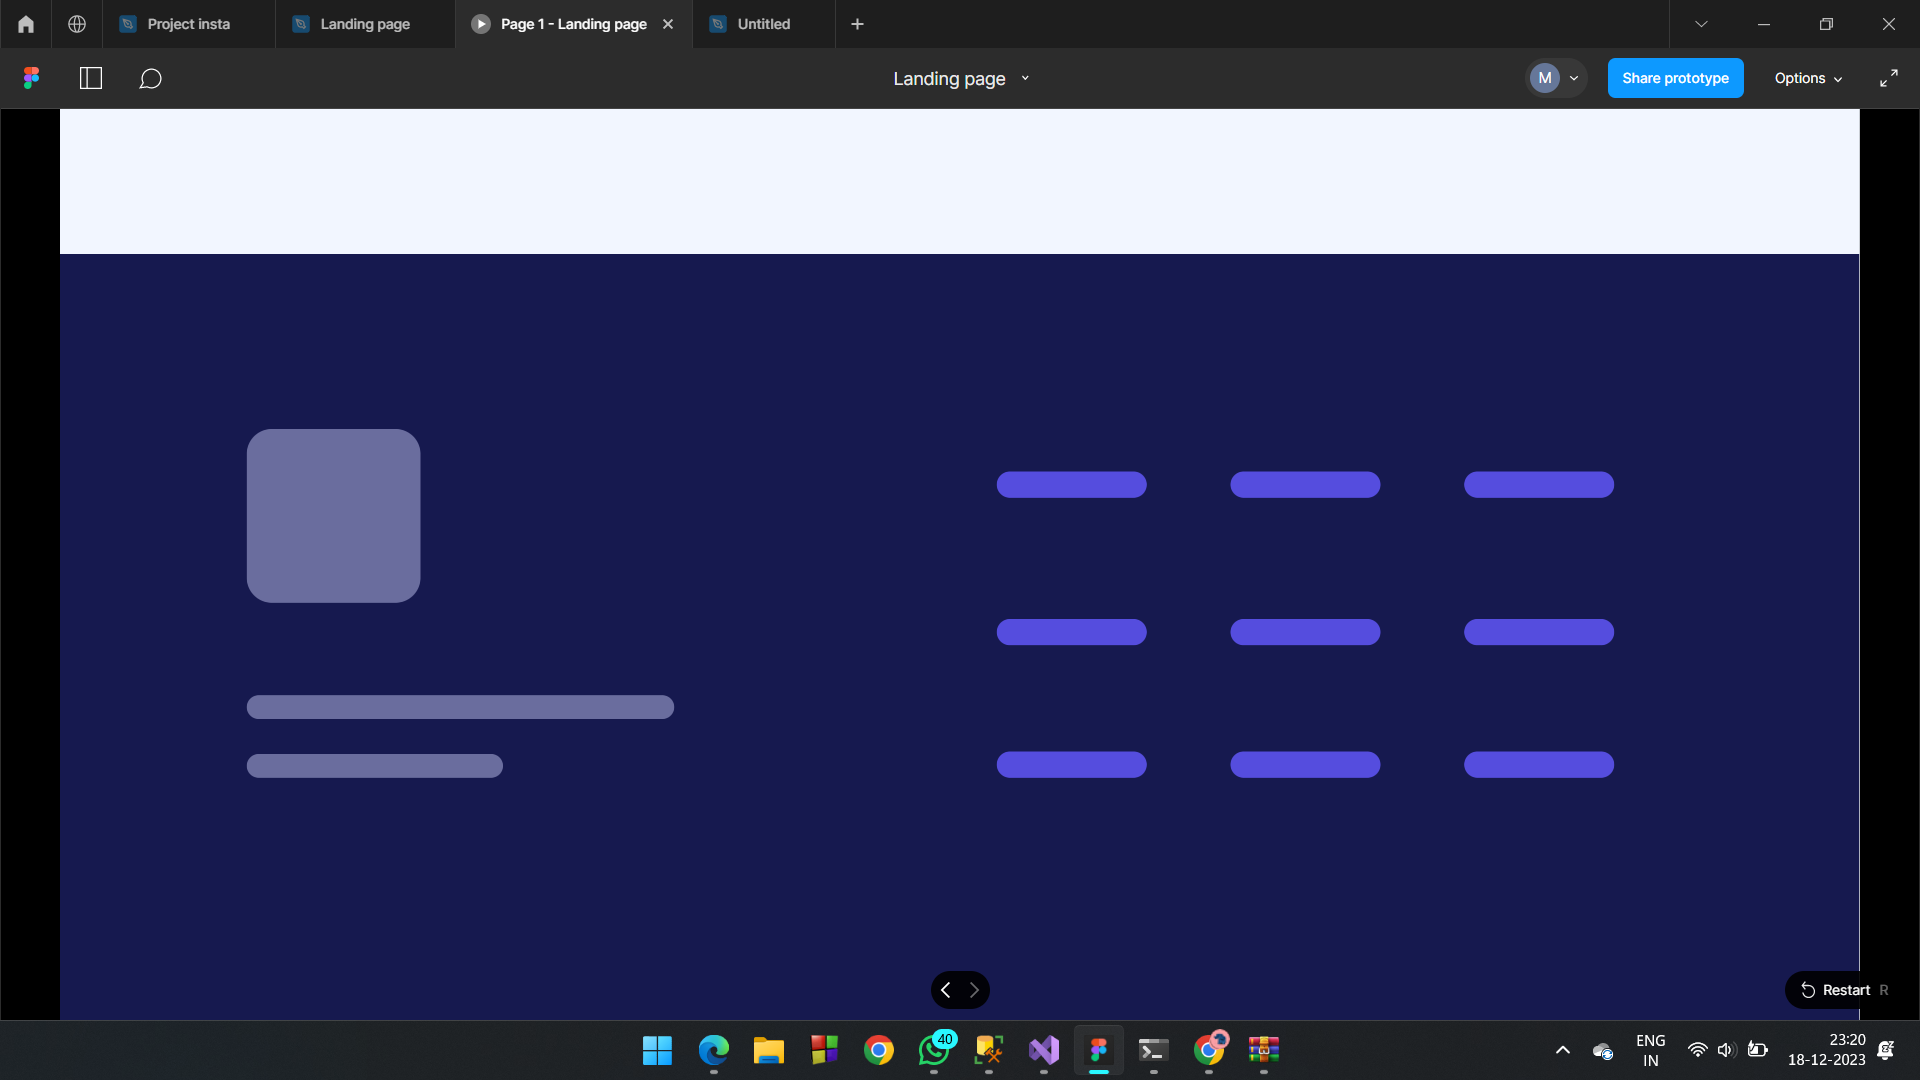 Project insta
Landing page
Page 1 - Landing page
Untitled
Landing page
M
Share prototype
Options
Restart R
40
ENG
IN
23:20
18-12-2023